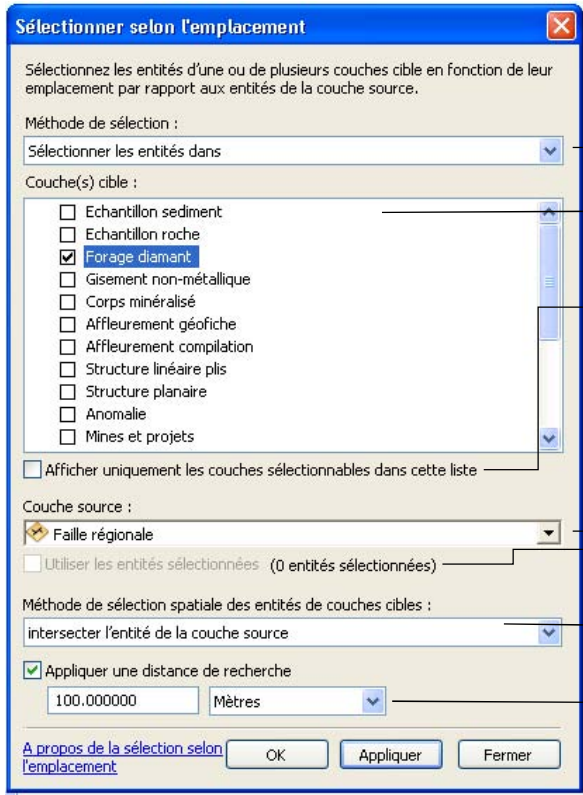 Sélectionner selon l'emplacement
Sélectionnez les entités d'une ou de plusieurs couches cible en fonction de leur
emplacement par rapport aux entités de la couche source.
Méthode de sélection :
Sélectionner les entités dans
Couche(s) cible :
Echantillon sediment
Echantillon roche
Forage diamant
Gisement non-métallique
Corps minéralisé
Affleurement géofiche
Affleurement compilation
Structure linéaire plis
Structure planaire
Anomalie
Mines et projets
Afficher uniquement les couches sélectionnables dans cette liste
Couche source :
Faille régionale
Utiliser les entités sélectionnées (0 entités sélectionnées)
Méthode de sélection spatiale des entités de couches cibles :
intersecter l'entité de la couche source
Appliquer une distance de recherche
100.000000 Mètres
A propos de la sélection selon
l'emplacement
OK Appliquer Fermer